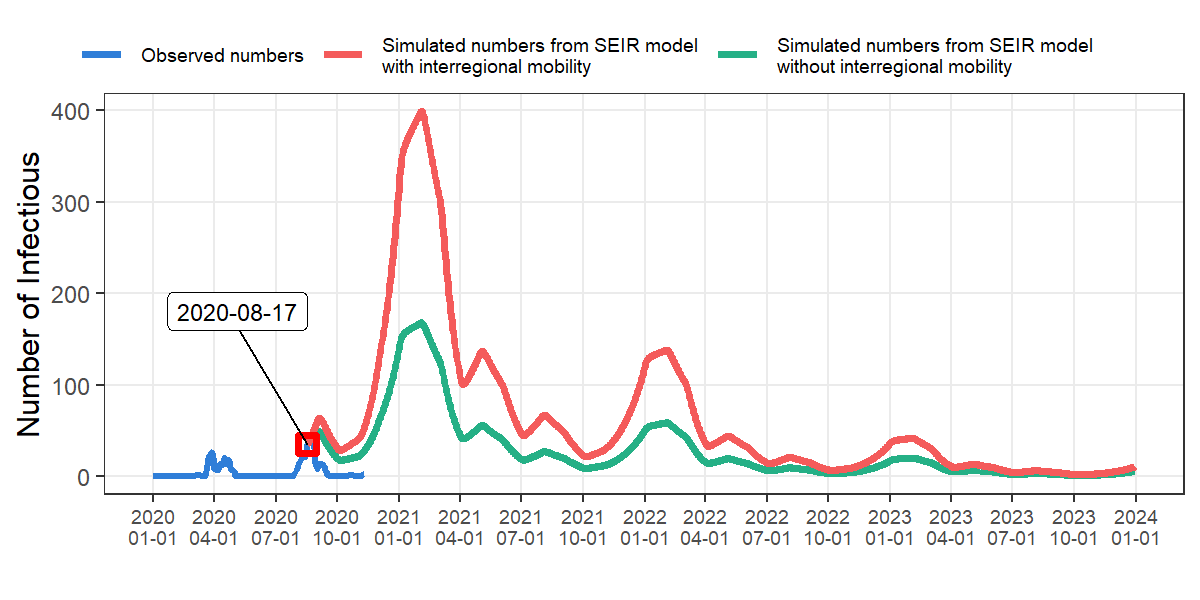 Observed numbers
Simulated numbers from SEIR model
with interregional mobility
Simulated numbers from SEIR model
without interregional mobility
Number of Infectious
400
300
200
100
0
2020-08-17
2020 2020 2020 2020 2021 2021 2021 2021 2022 2022 2022 2022 2023 2023 2023 2023 2024
01-01 04-01 07-01 10-01 01-01 04-01 07-01 10-01 01-01 04-01 07-01 10-01 01-01 04-01 07-01 10-01 01-01